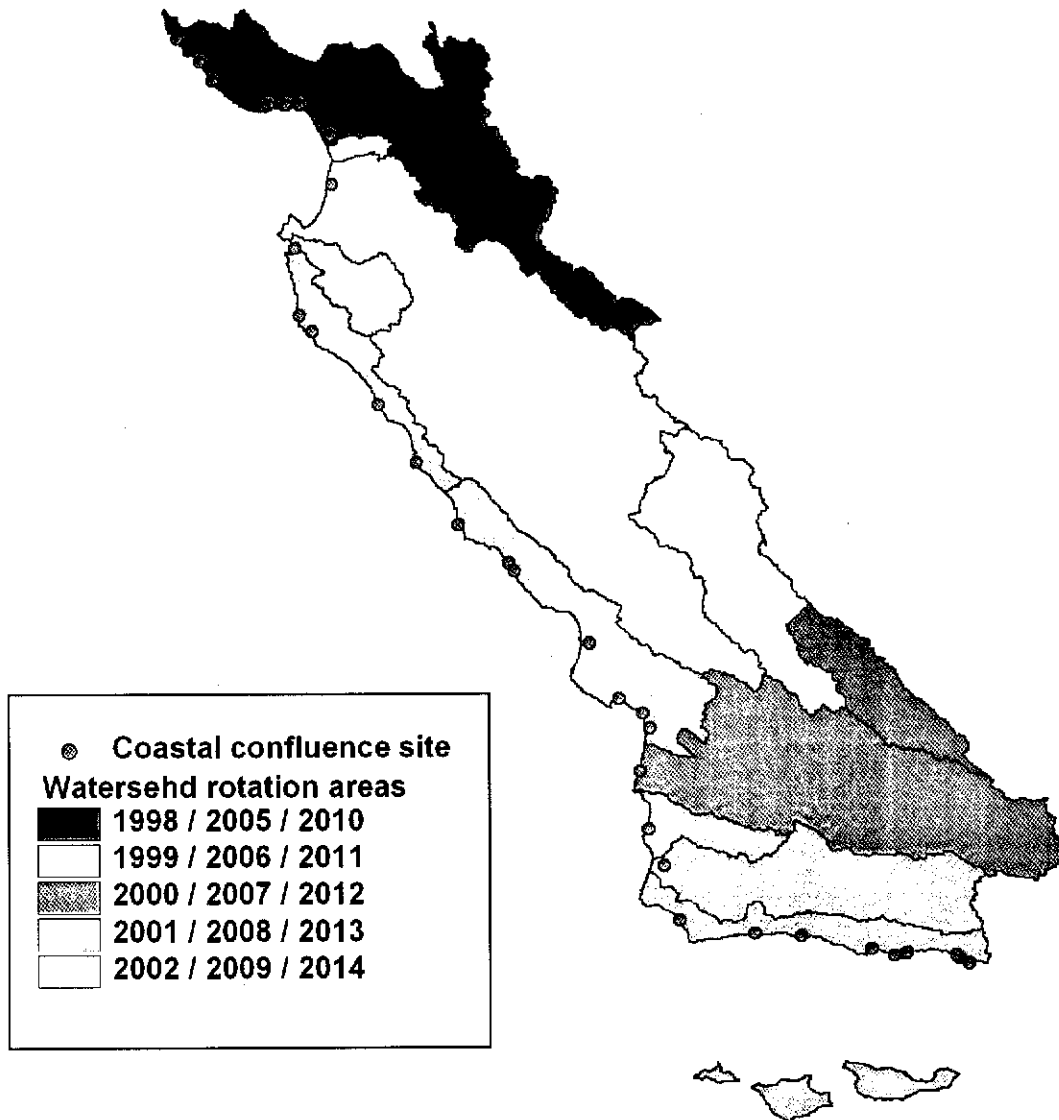 Coastal confluence site
Watersehd rotation areas
1998 / 2005 / 2010
1999 / 2006 / 2011
2000 / 2007 / 2012
2001 / 2008 / 2013
2002 / 2009 / 2014